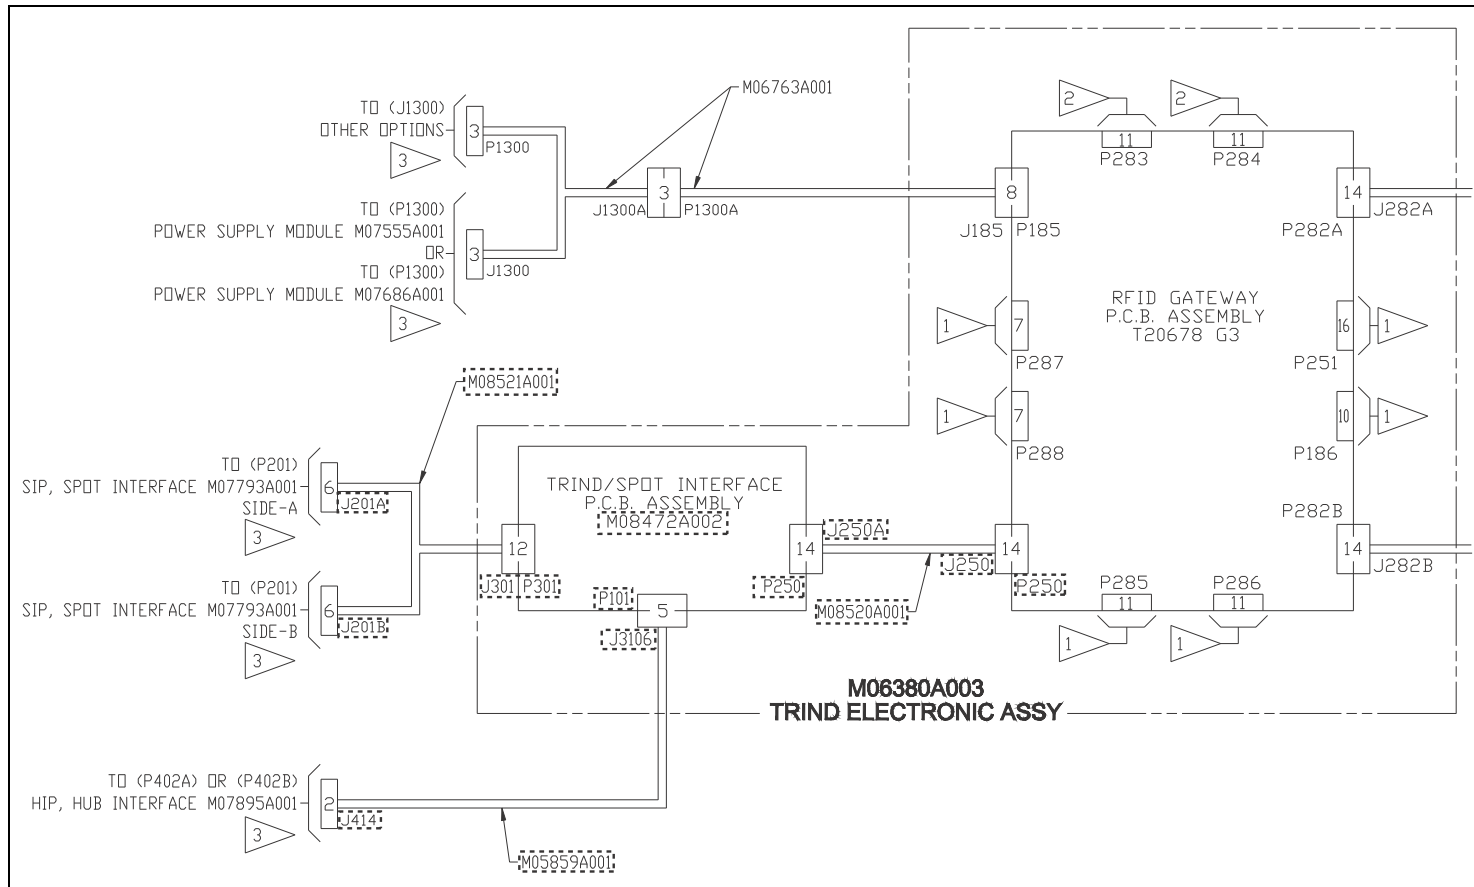 M06763A001
TO (J1300)
OTHER OPTIONS
3
3
P1300
TO (P1300)
POWER SUPPLY MODULE M07555A001
OR
TO (P1300)
POWER SUPPLY MODULE M07686A001
3
3
J1300
J1300A
3
P1300A
2
2
11
P283
11
P284
8
J185
P185
14
J282A
P282A
RFID GATEWAY
P.C.B. ASSEMBLY
T20678 G3
1
7
P287
16
1
P251
1
7
P288
10
1
P186
M08521A001
TO (P201)
SIP, SPOT INTERFACE M07793A001
SIDE-A
3
6
J201A
TO (P201)
SIP, SPOT INTERFACE M07793A001
SIDE-B
3
6
J201B
TRIND/SPOT INTERFACE
P.C.B. ASSEMBLY
M08472A002
12
J301
P301
14
J250A
P250
P101
5
J3106
M08520A001
J250
14
P250
P282B
14
J282B
P285
11
P286
11
1
1
M06380A003
TRIND ELECTRONIC ASSY
TO (P402A) OR (P402B)
HIP, HUB INTERFACE M07895A001
3
2
J414
M05859A001